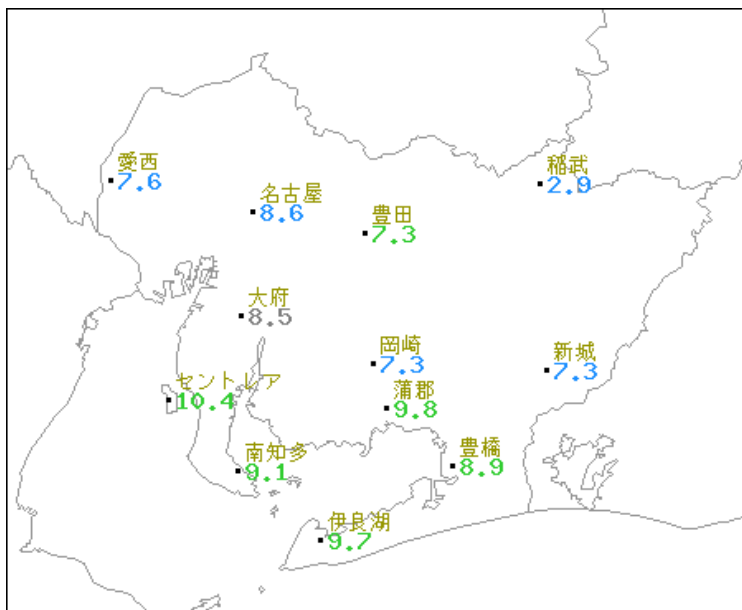 愛西
7.6
稲武
2.9
名古屋
8.6
豊田
7.3
大府
8.5
岡崎
7.3
新城
7.3
セントレア
10.4
蒲郡
9.8
南知多
9.1
豊橋
8.9
伊良湖
9.7